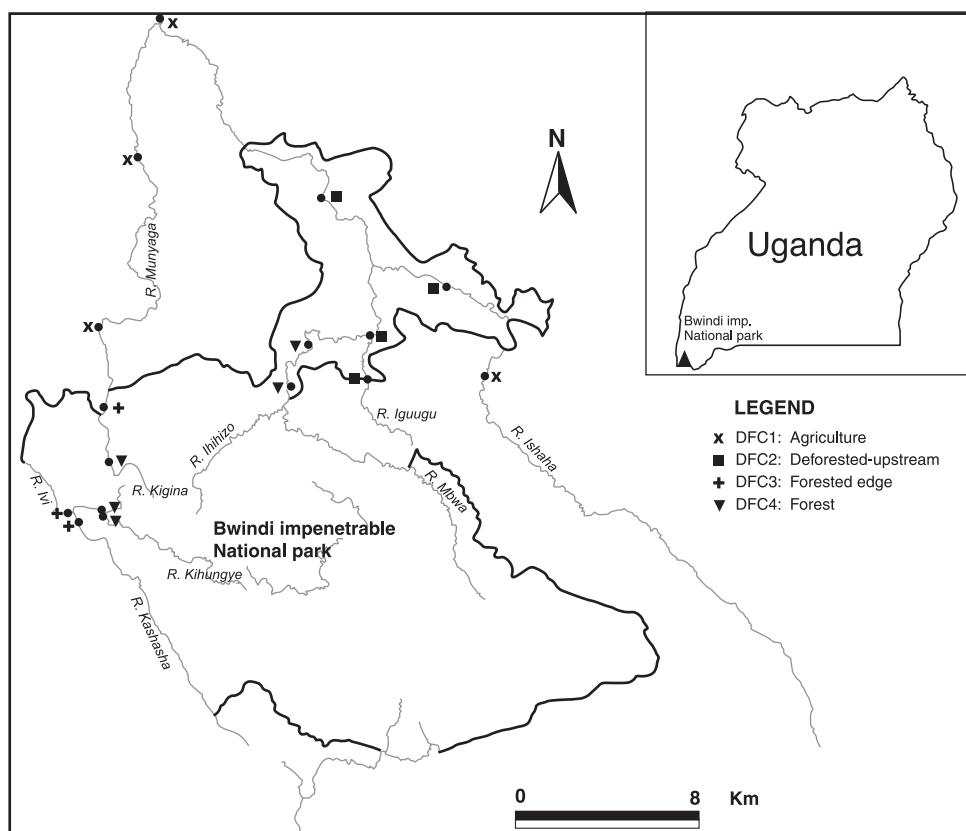 x
N
x
R. Munyaga
Uganda
Bwindi imp.
National park
x
x
LEGEND
x DFC1: Agriculture
DFC2: Deforested-upstream
DFC3: Forested edge
DFC4: Forest
R. Iguugu
R. Ihihizo
R. Ishaha
R. Ivi
R. Kigina
R. Mbwa
Bwindi impenetrable
National park
R. Kihungye
R. Kashasha
0 8 Km